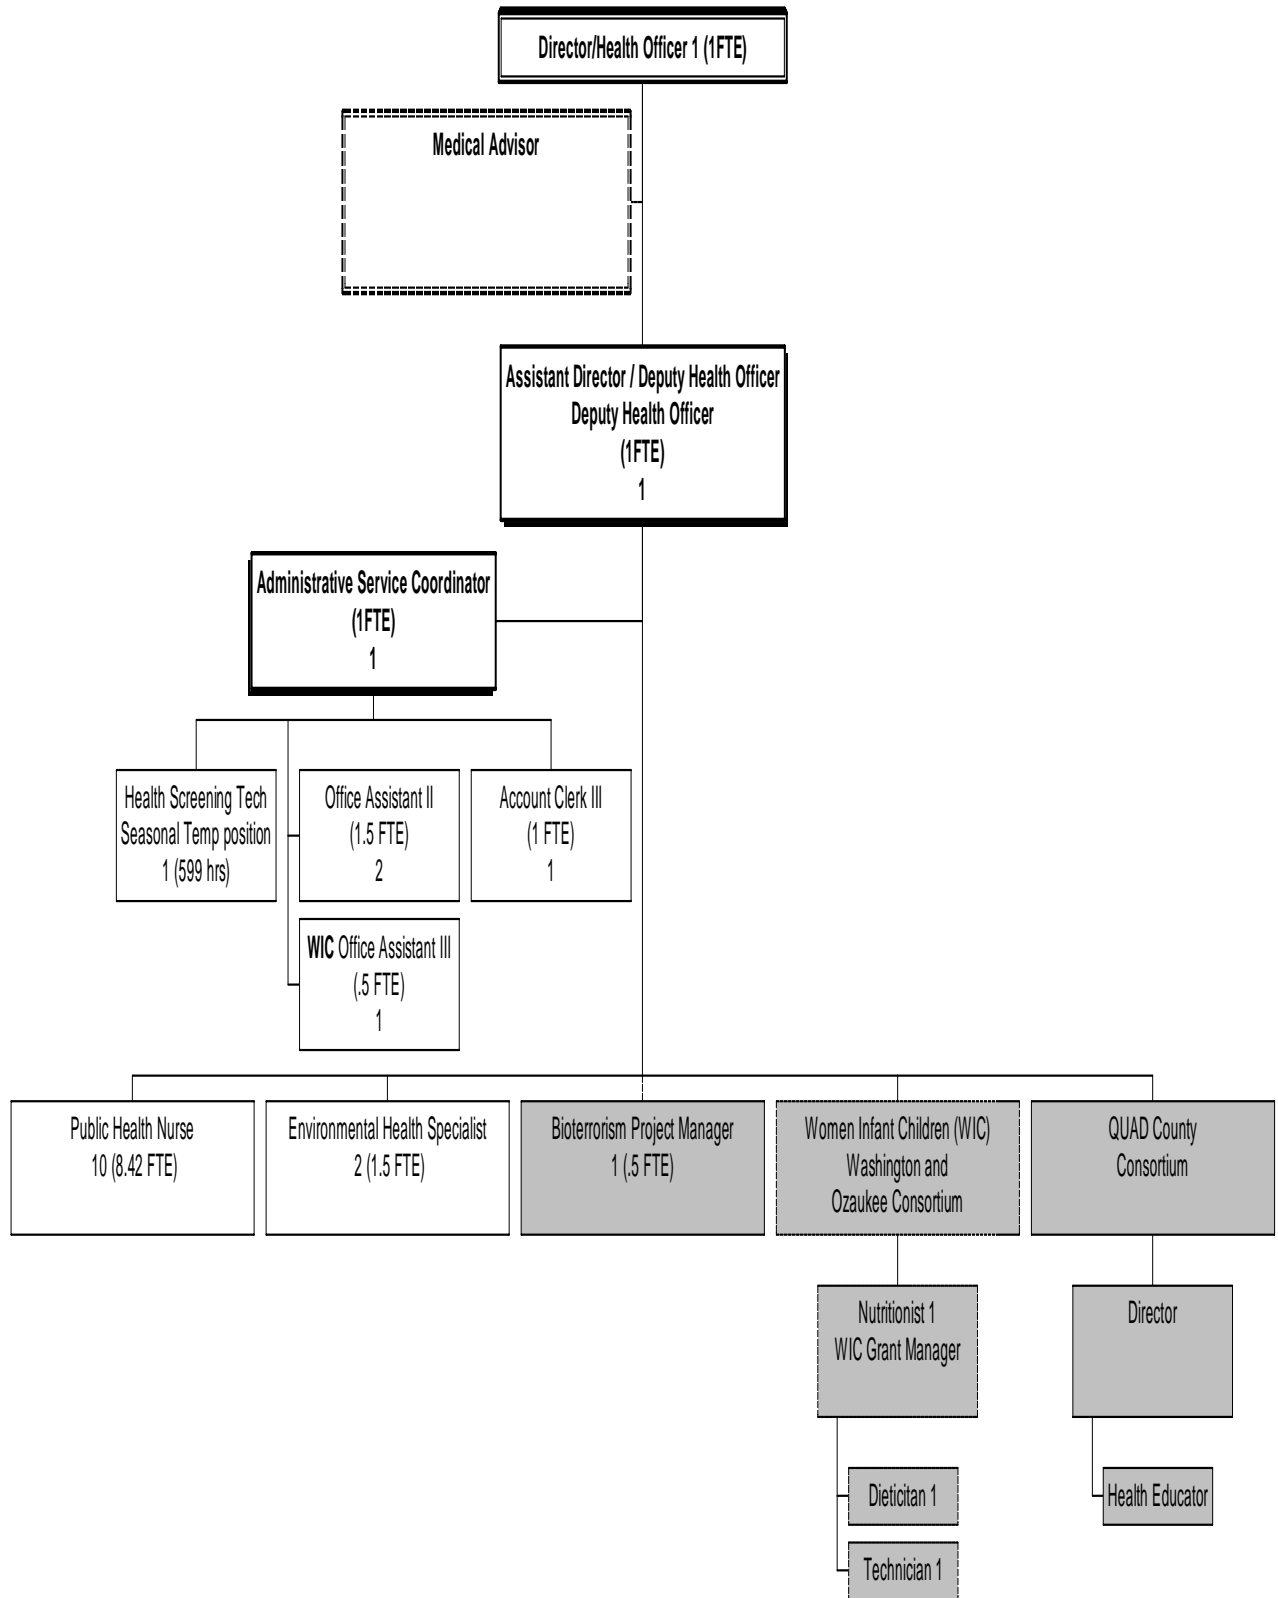 Director/Health Officer 1 (1FTE)
Medical Advisor
Assistant Director / Deputy Health Officer
Deputy Health Officer
(1FTE)
1
Administrative Service Coordinator
(1FTE)
1
Health Screening Tech
Seasonal Temp position
1 (599 hrs)
Office Assistant II
(1.5 FTE)
2
Account Clerk III
(1 FTE)
1
WIC Office Assistant III
(.5 FTE)
1
Public Health Nurse
10 (8.42 FTE)
Environmental Health Specialist
2 (1.5 FTE)
Bioterrorism Project Manager
1 (.5 FTE)
Women Infant Children (WIC)
Washington and
Ozaukee Consortium
QUAD County
Consortium
Nutritionist 1
WIC Grant Manager
Director
Dieticitan 1
Health Educator
Technician 1